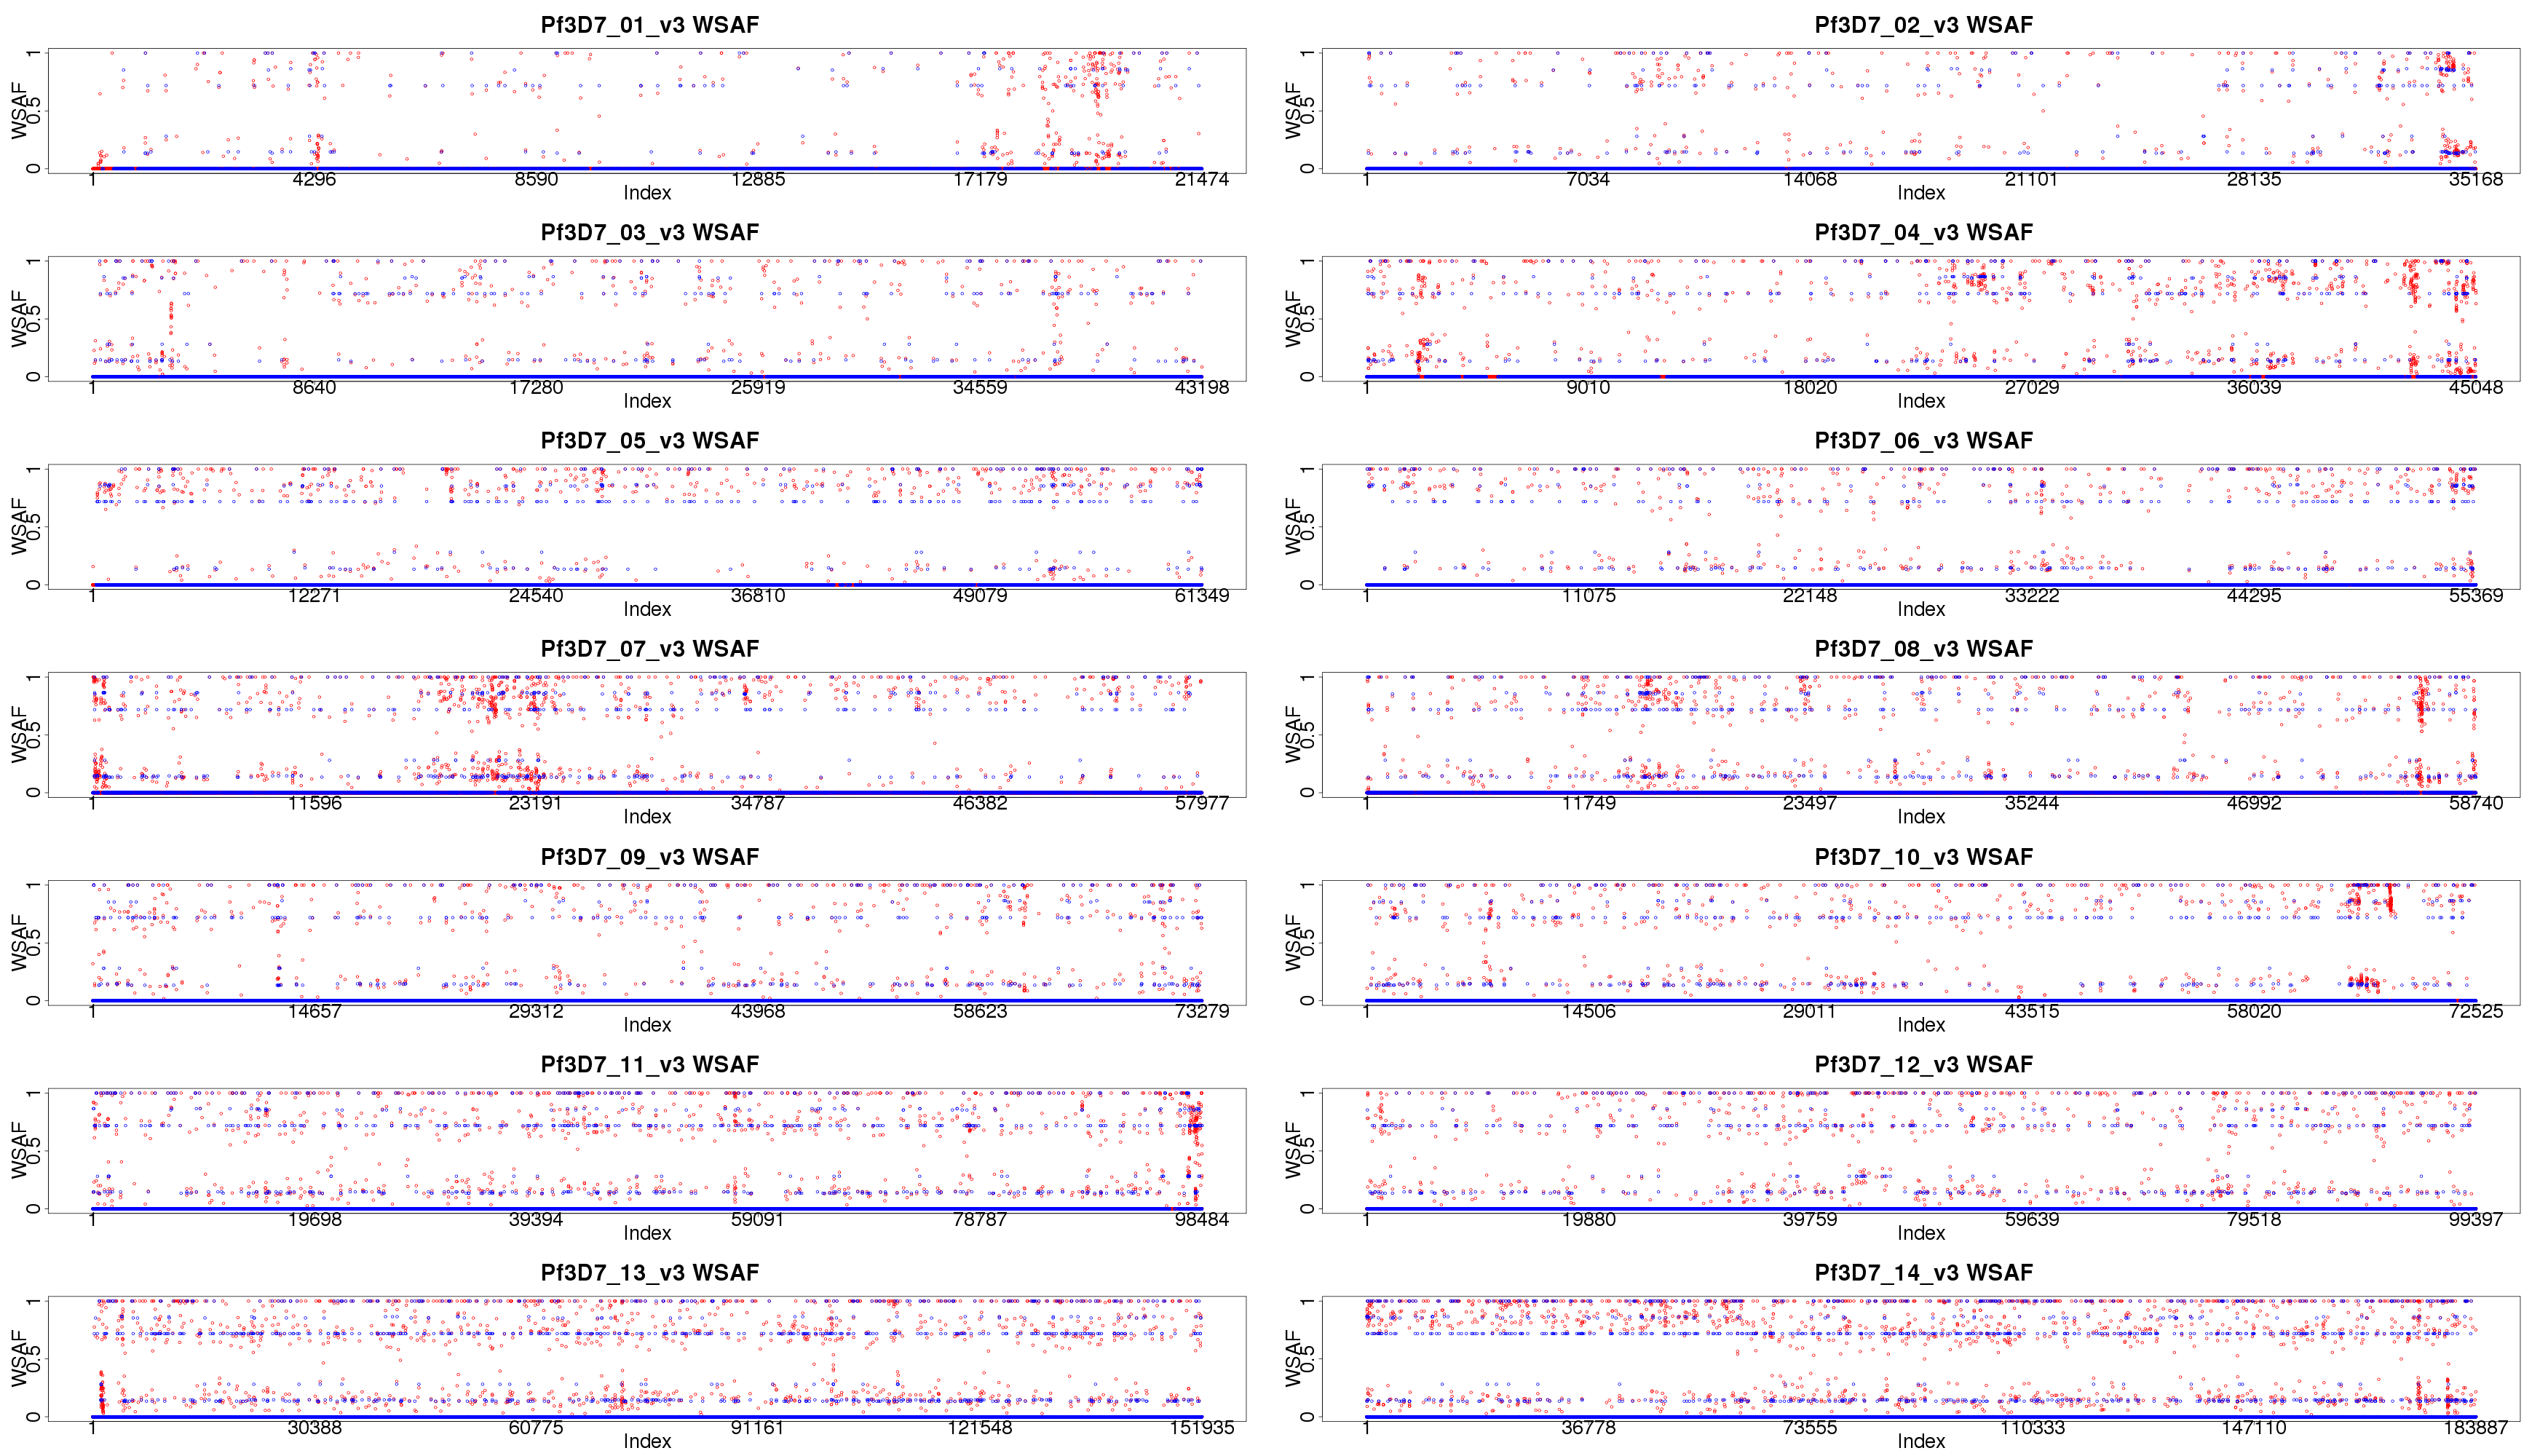 Pf3D7_01_v3 WSAF
WSAF
0 0.5 1
1 4296 8590 12885 17179 21474
Index
Pf3D7_02_v3 WSAF
WSAF
0 0.5 1
1 7034 14068 21101 28135 35168
Index
Pf3D7_03_v3 WSAF
WSAF
0 0.5 1
1 8640 17280 25919 34559 43198
Index
Pf3D7_04_v3 WSAF
WSAF
0 0.5 1
1 9010 18020 27029 36039 45048
Index
Pf3D7_05_v3 WSAF
WSAF
0 0.5 1
1 12271 24540 36810 49079 61349
Index
Pf3D7_06_v3 WSAF
WSAF
0 0.5 1
1 11075 22148 33222 44295 55369
Index
Pf3D7_07_v3 WSAF
WSAF
0 0.5 1
1 11596 23191 34787 46382 57977
Index
Pf3D7_08_v3 WSAF
WSAF
0 0.5 1
1 11749 23497 35244 46992 58740
Index
Pf3D7_09_v3 WSAF
WSAF
0 0.5 1
1 14657 29312 43968 58623 73279
Index
Pf3D7_10_v3 WSAF
WSAF
0 0.5 1
1 14506 29011 43515 58020 72525
Index
Pf3D7_11_v3 WSAF
WSAF
0 0.5 1
1 19698 39394 59091 78787 98484
Index
Pf3D7_12_v3 WSAF
WSAF
0 0.5 1
1 19880 39759 59639 79518 99397
Index
Pf3D7_13_v3 WSAF
WSAF
0 0.5 1
1 30388 60775 91161 121548 151935
Index
Pf3D7_14_v3 WSAF
WSAF
0 0.5 1
1 36778 73555 110333 147110 183887
Index